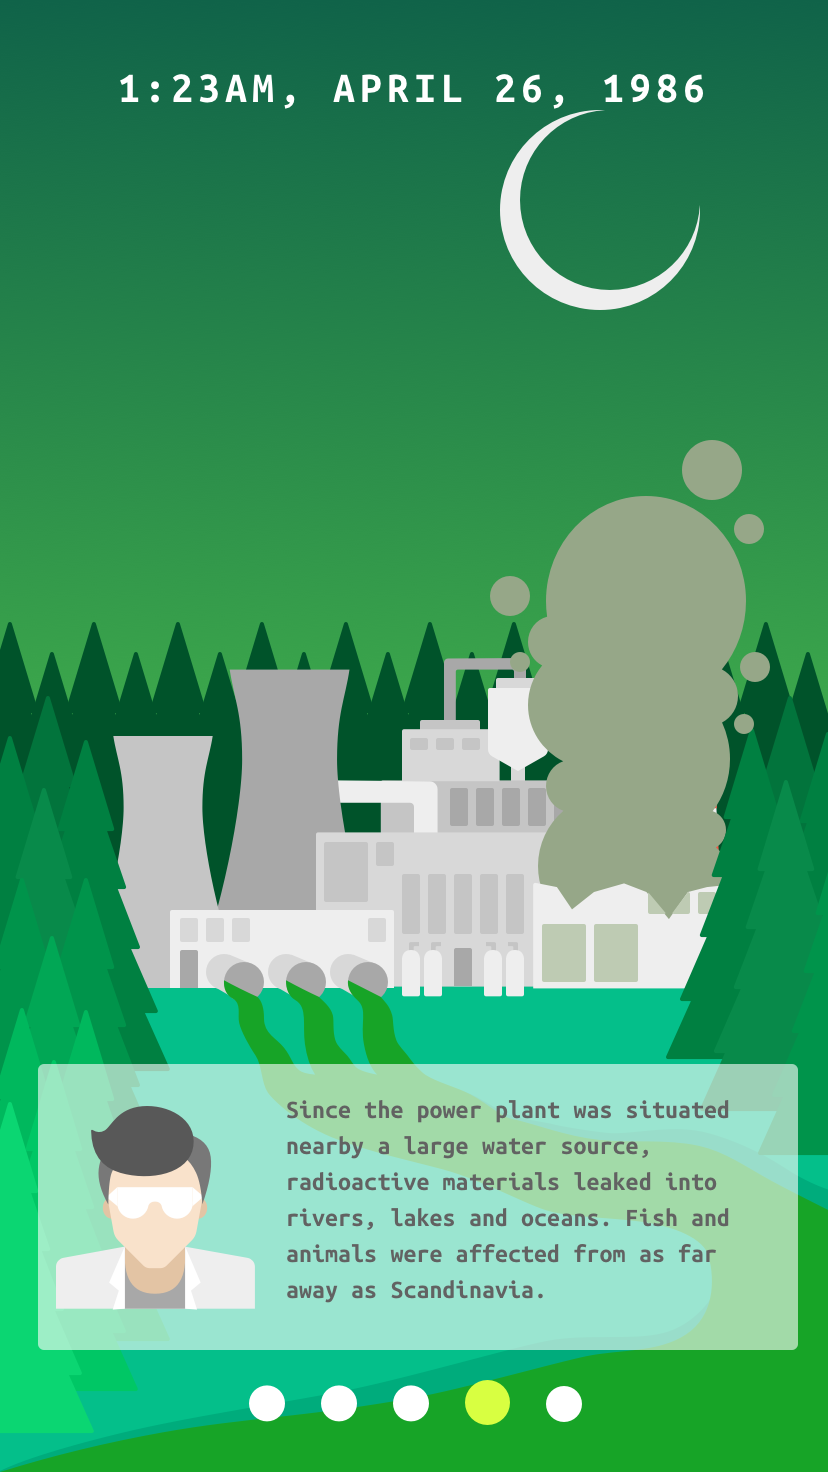 1:23AM, APRIL 26, 1986
Since the power plant was situated
nearby a large water source,
radioactive materials leaked into
rivers, lakes and oceans. Fish and
animals were affected from as far
away as Scandinavia.